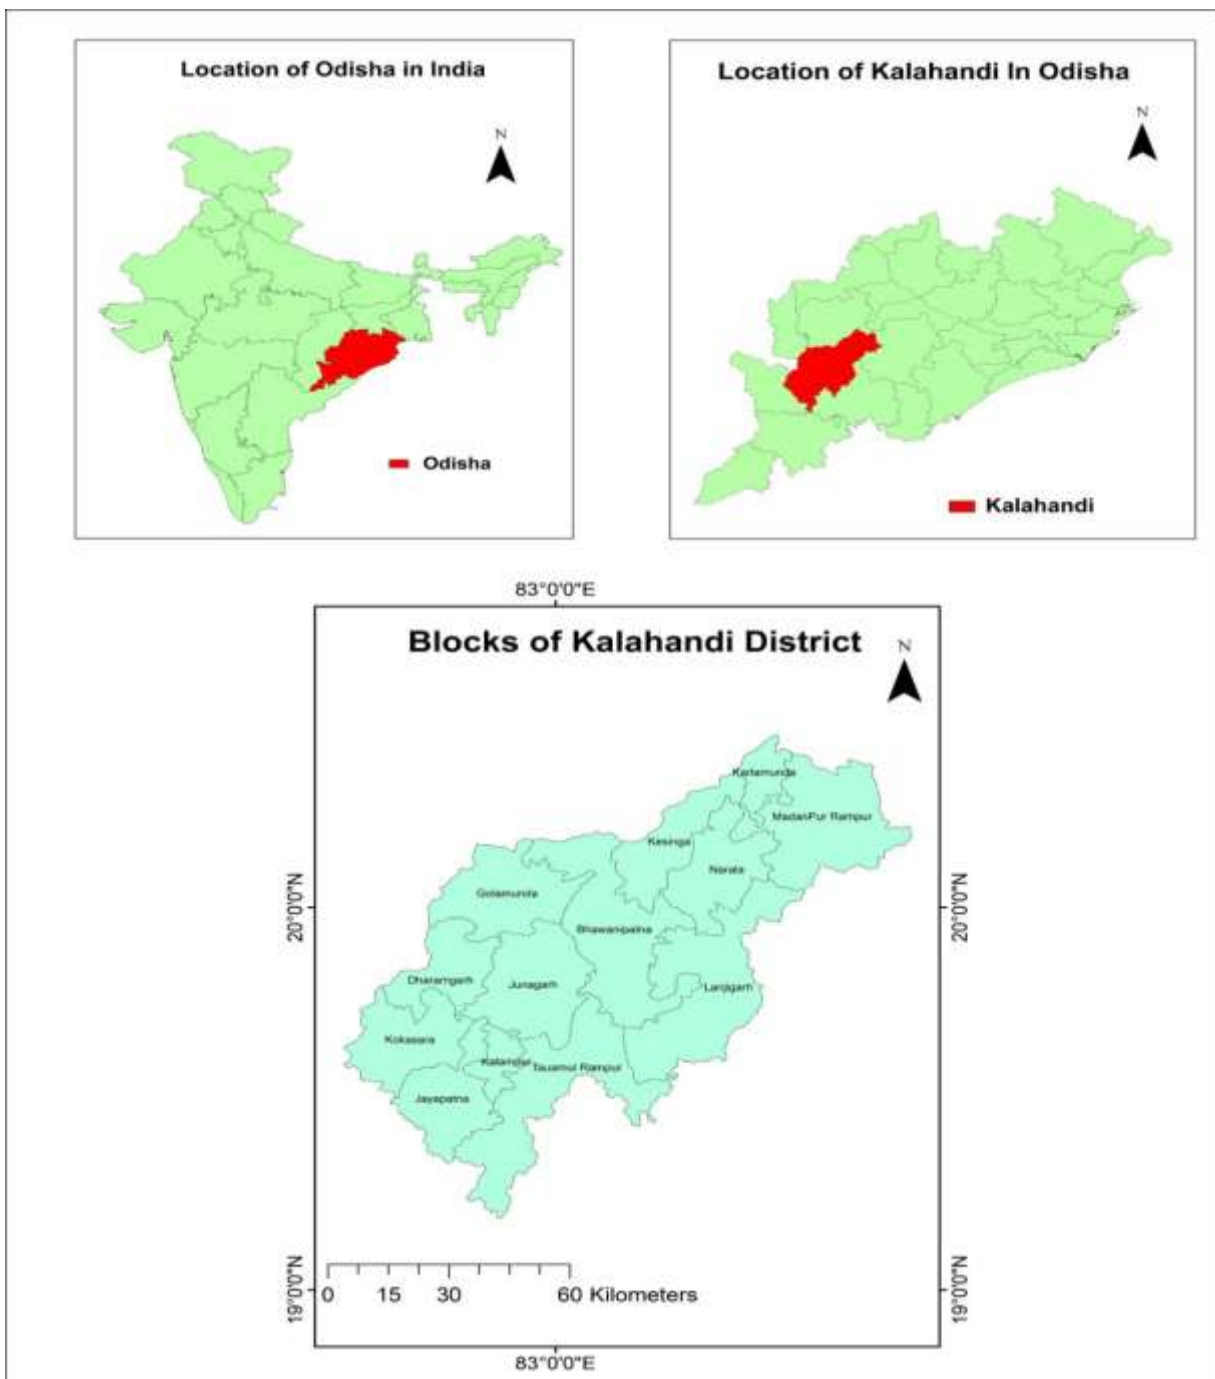 Location of Odisha in India
N
Odisha
Location of Kalahandi In Odisha
N
Kalahandi
83°0'0"E
Blocks of Kalahandi District
N
Karlamunda
MadanPur Rampur
Kesinga
Narala
Golamunda
20°0'0"N
20°0'0"N
Bhawanipatna
Dharamgarh
Junagarh
Lanjigarh
Kokasara
Tauamul Rampur
Jayapatna
19°0'0"N
19°0'0"N
0 15 30 60 Kilometers
83°0'0"E